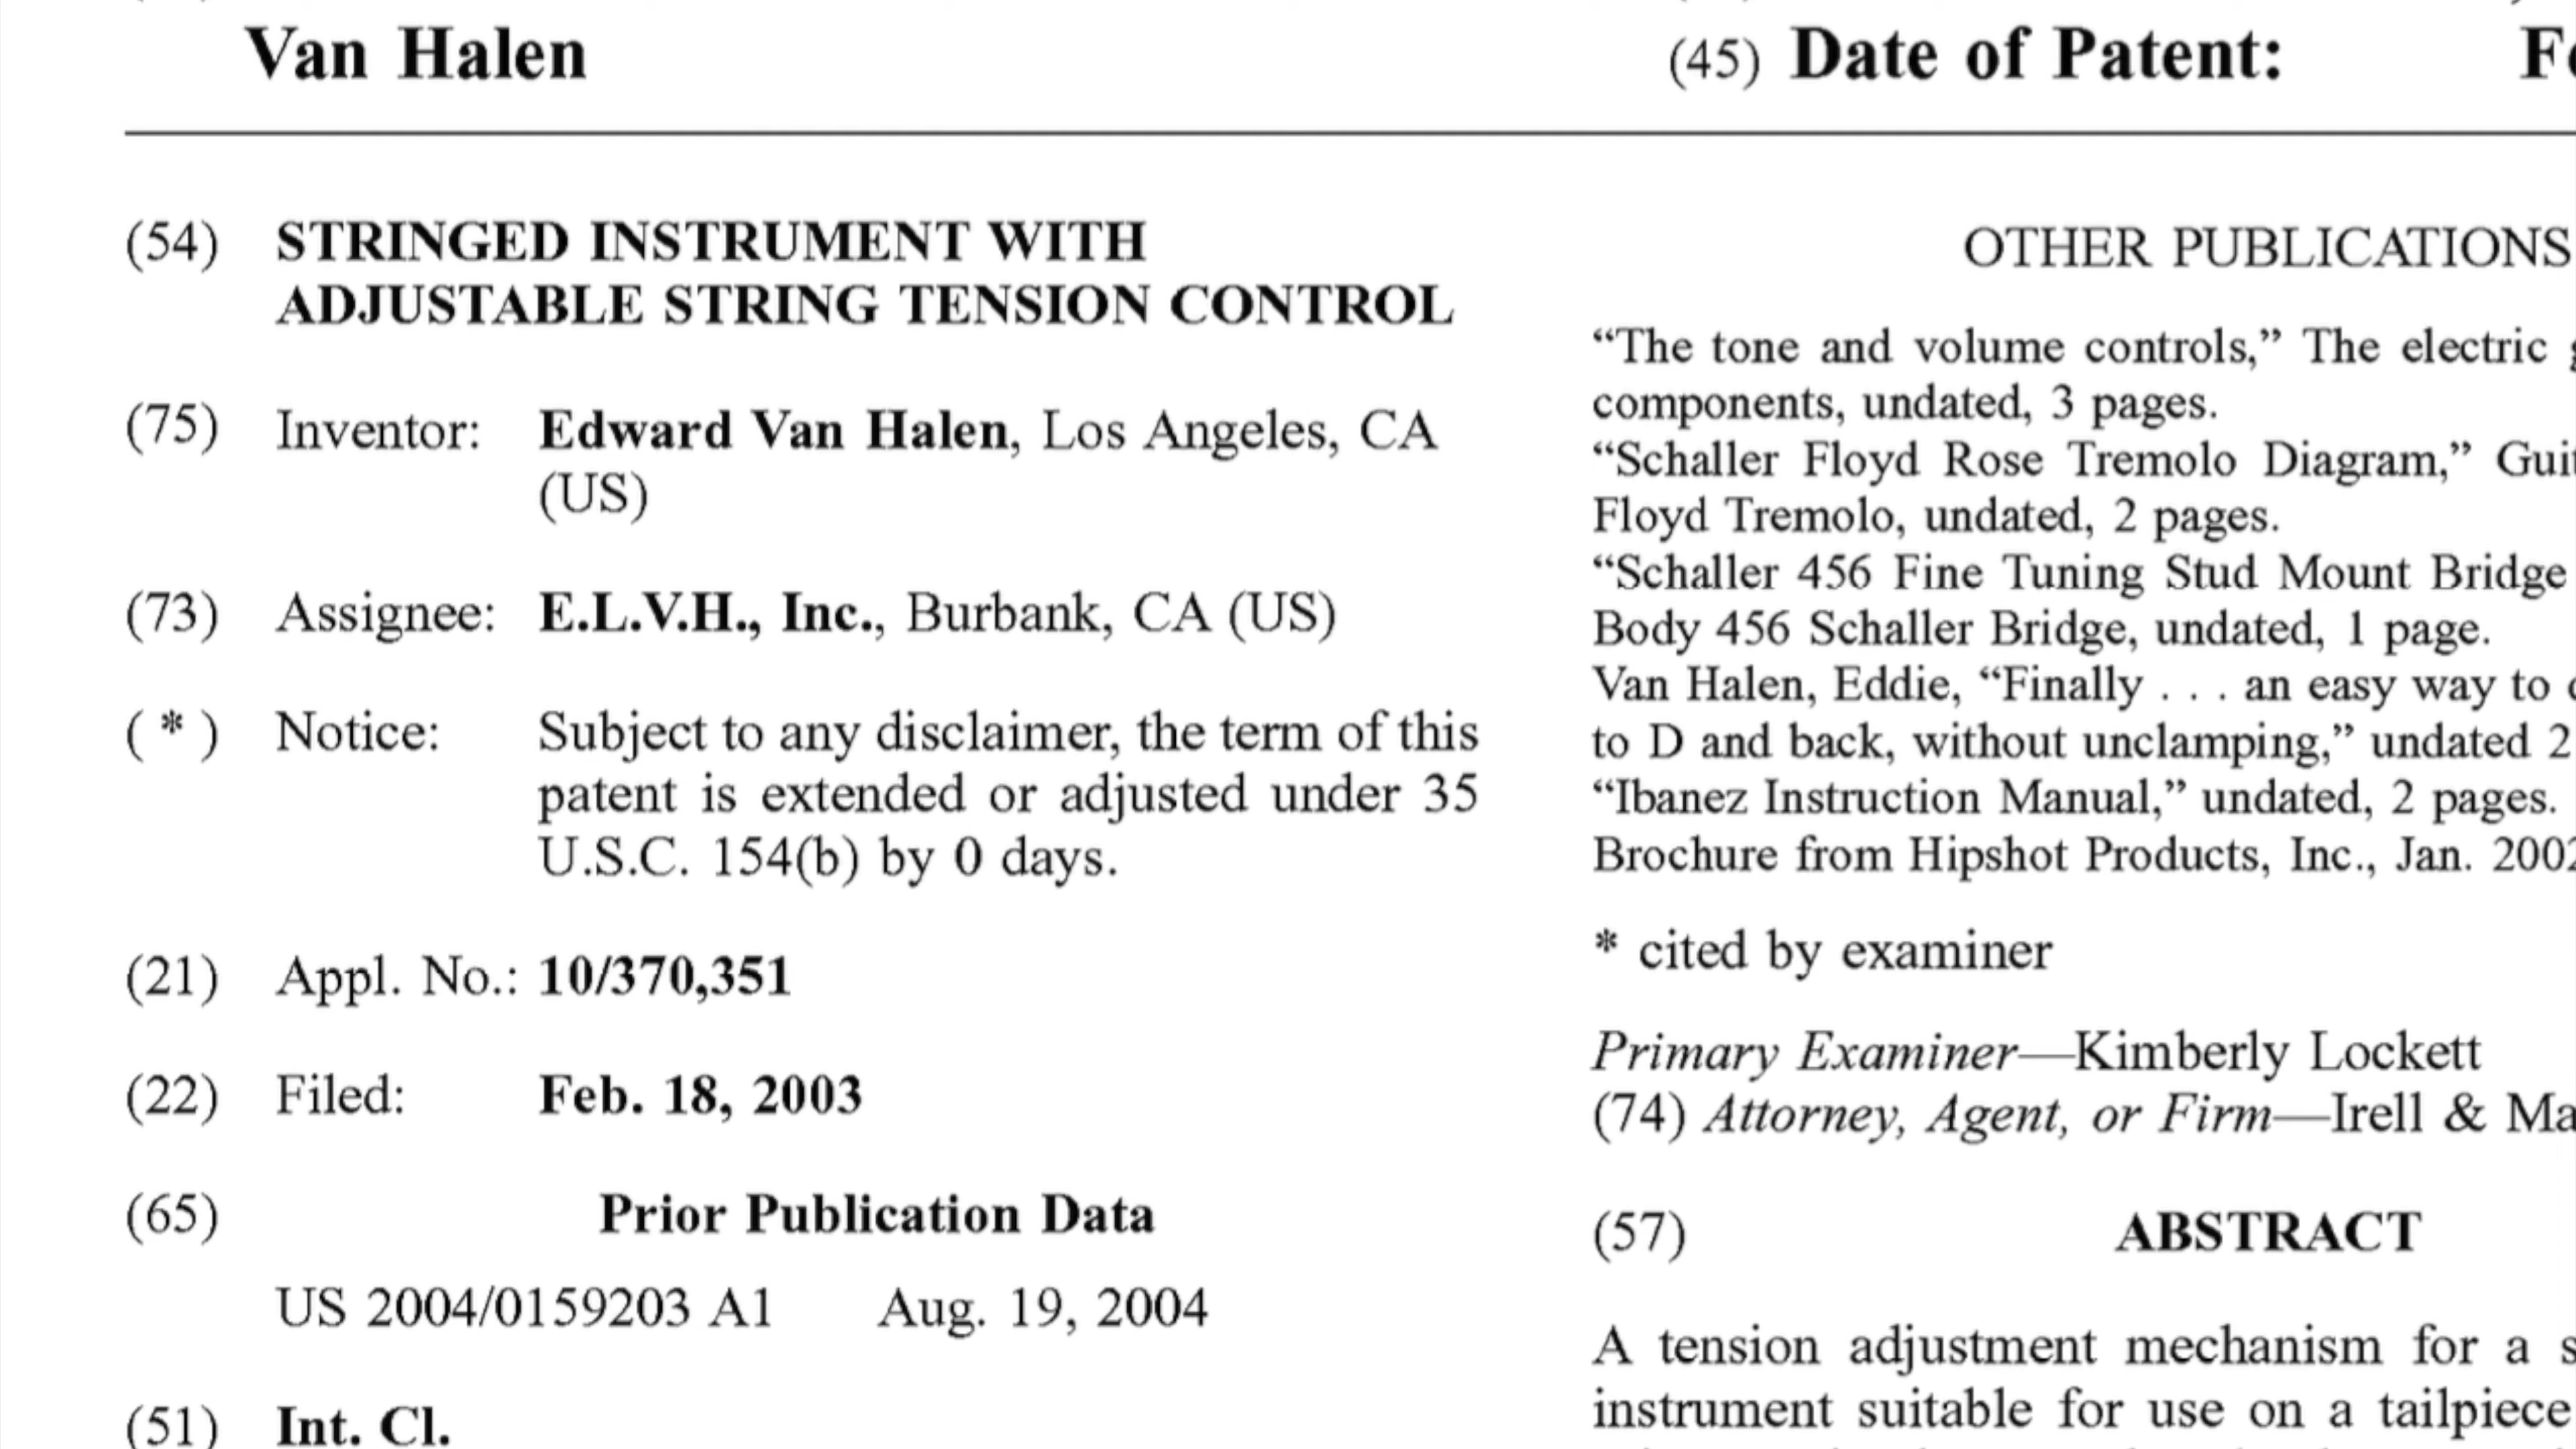 Van Halen
(45) Date of Patent:
(54) STRINGED INSTRUMENT WITH
ADJUSTABLE STRING TENSION CONTROL
(75) Inventor: Edward Van Halen, Los Angeles, CA
(US)
(73) Assignee: E.L.V.H., Inc., Burbank, CA (US)
( * ) Notice: Subject to any disclaimer, the term of this
patent is extended or adjusted under 35
U.S.C. 154(b) by 0 days.
(21) Appl. No.: 10/370,351
(22) Filed: Feb. 18, 2003
(65) Prior Publication Data
US 2004/0159203 A1 Aug. 19, 2004
(51) Int. Cl.
OTHER PUBLICATIONS
“The tone and volume controls,” The electric
components, undated, 3 pages.
“Schaller Floyd Rose Tremolo Diagram,”
Floyd Tremolo, undated, 2 pages.
“Schaller 456 Fine Tuning Stud Mount Bridge
Body 456 Schaller Bridge, undated, 1 page.
Van Halen, Eddie, “Finally . . . an easy way to
to D and back, without unclamping,” undated 2
“Ibanez Instruction Manual,” undated, 2 pages.
Brochure from Hipshot Products, Inc., Jan. 2002
* cited by examiner
Primary Examiner—Kimberly Lockett
(74) Attorney, Agent, or Firm—Irell &
(57) ABSTRACT
A tension adjustment mechanism for a
instrument suitable for use on a tailpiece